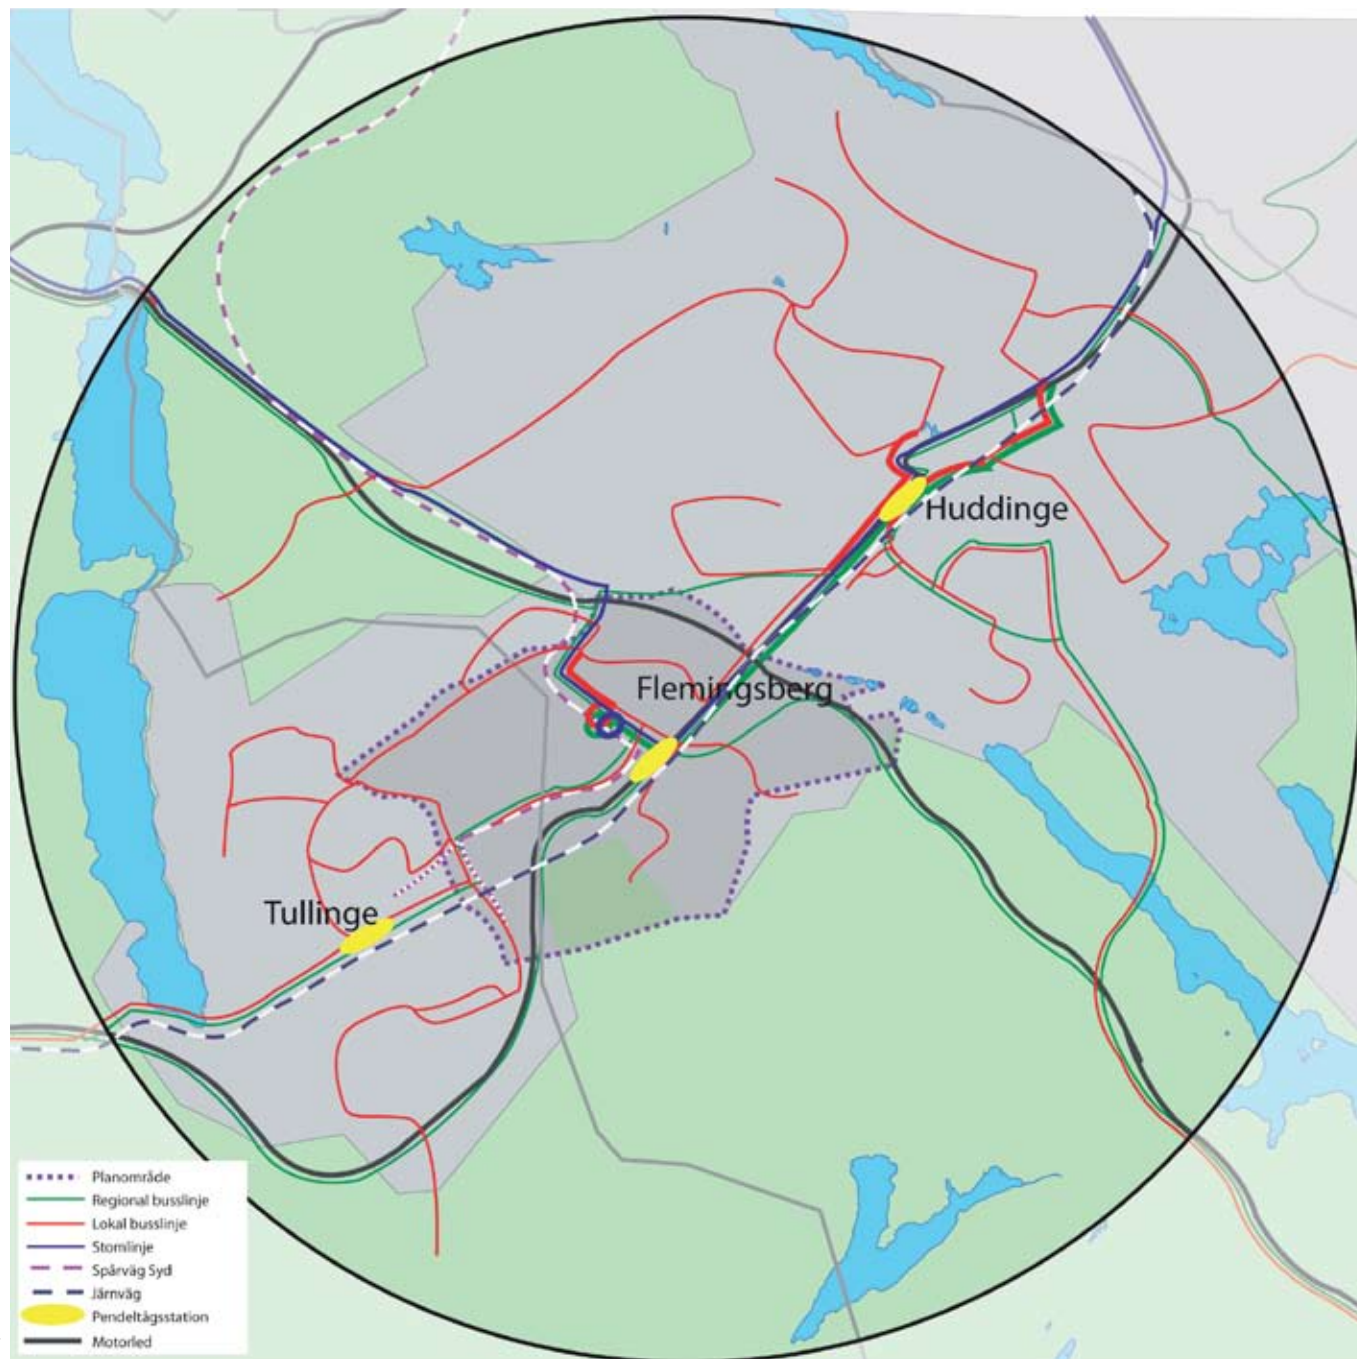 Huddinge
Flemingsberg
Tullinge
Planområde
Regional busslinje
Lokal busslinje
Stomlinje
Spårväg Syd
Järnväg
Pendeltågsstation
Motorled